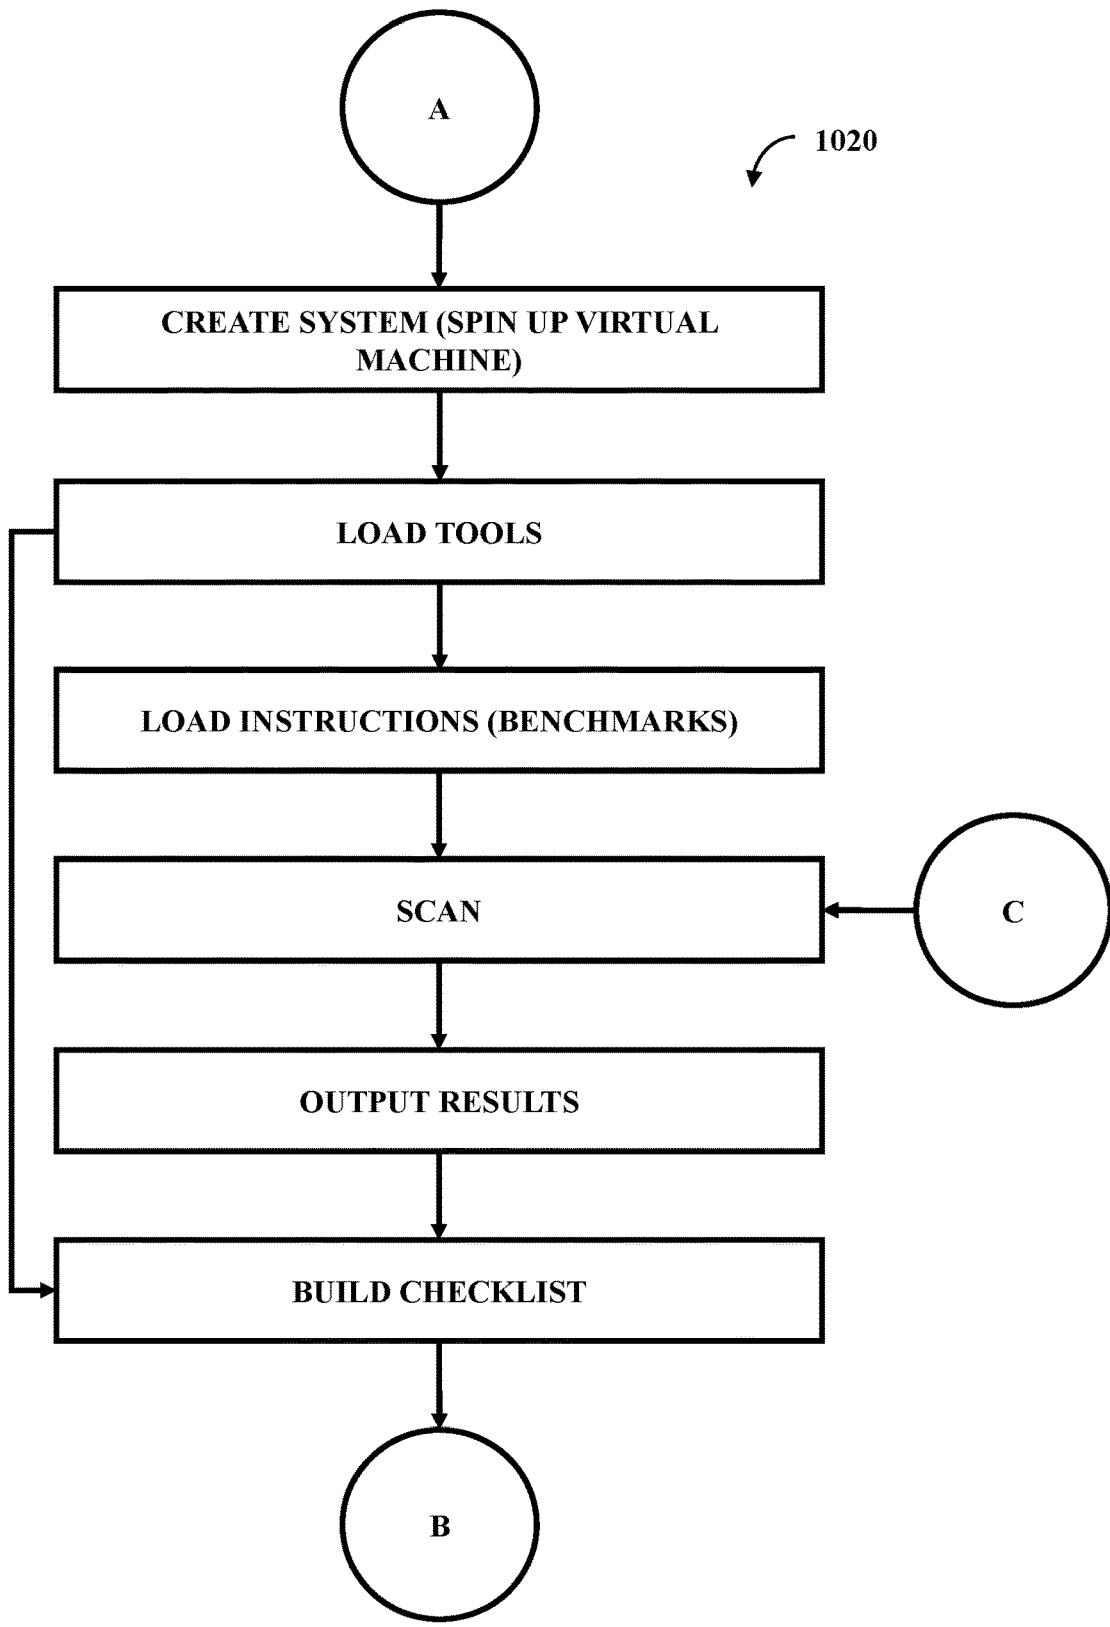 A
1020
CREATE SYSTEM (SPIN UP VIRTUAL
MACHINE)
LOAD TOOLS
LOAD INSTRUCTIONS (BENCHMARKS)
SCAN
C
OUTPUT RESULTS
BUILD CHECKLIST
B